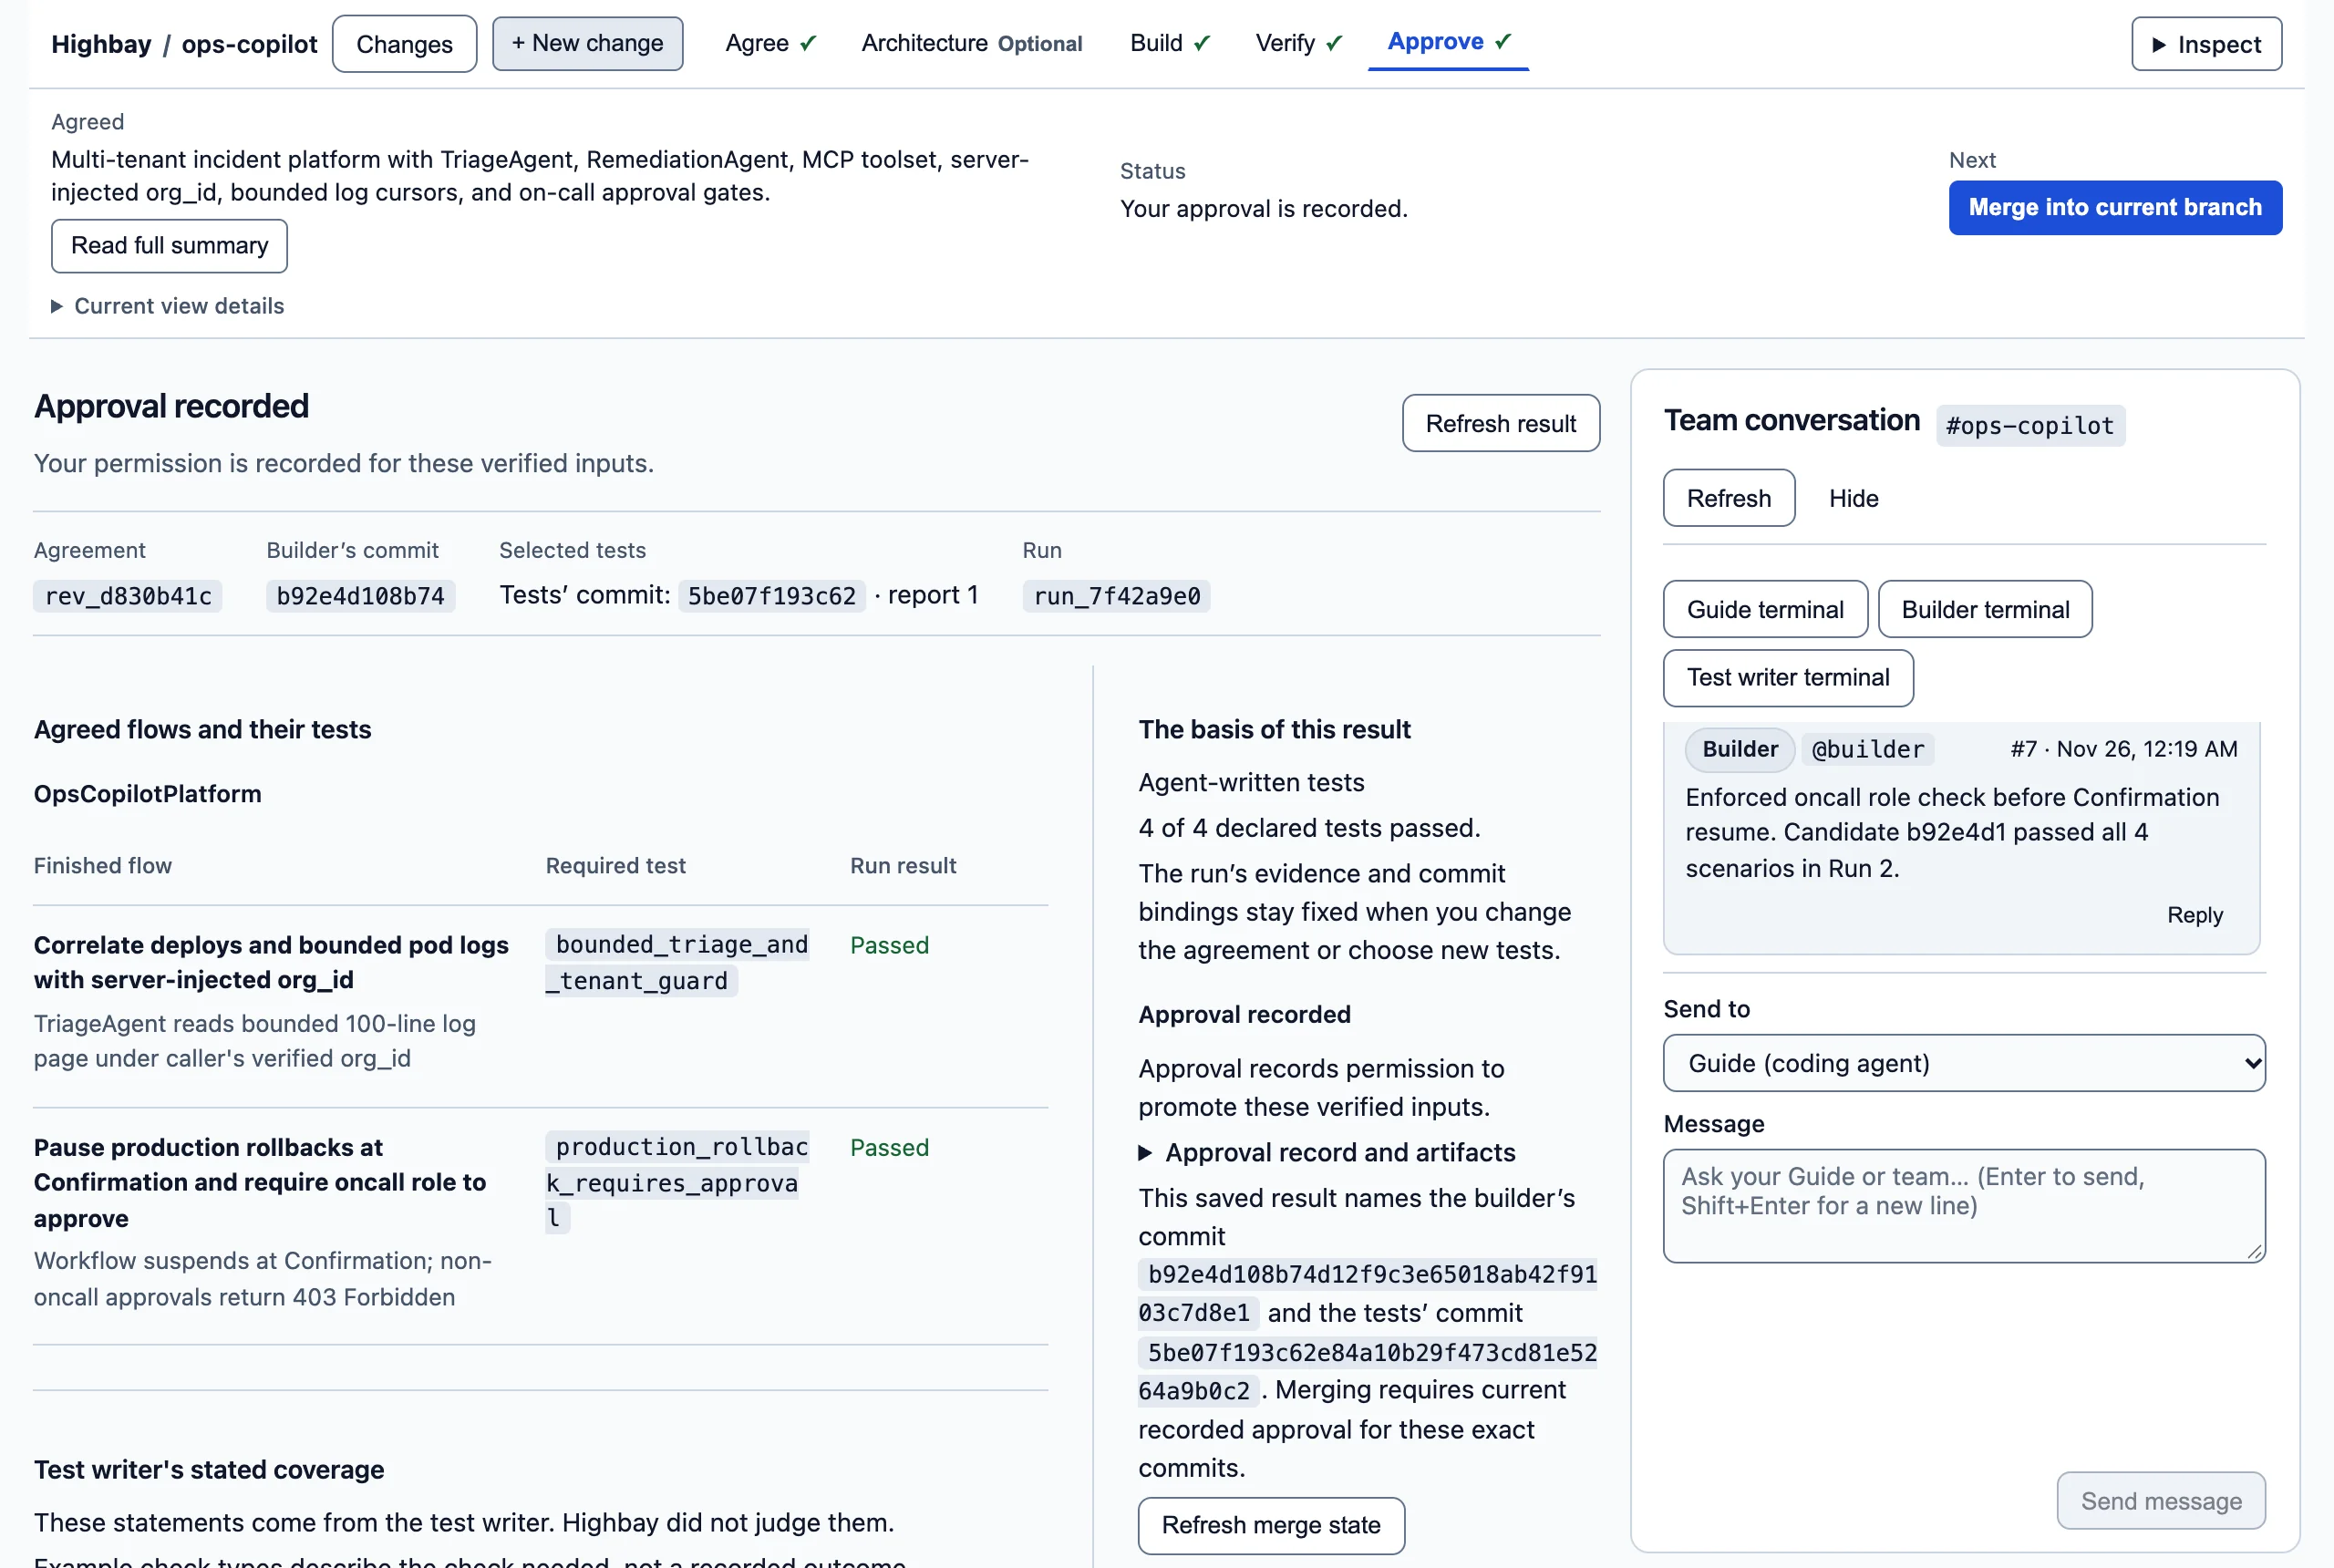 Highbay / ops-copilot
Changes
+ New change
Agree ✓
Architecture Optional
Build ✓
Verify ✓
Approve ✓
▶ Inspect
Agreed
Multi-tenant incident platform with TriageAgent, RemediationAgent, MCP toolset, server-
injected org_id, bounded log cursors, and on-call approval gates.
Read full summary
▶ Current view details
Status
Your approval is recorded.
Next
Merge into current branch
Approval recorded
Your permission is recorded for these verified inputs.
Refresh result
Agreement
rev_d830b41c
Builder’s commit
b92e4d108b74
Selected tests
Tests’ commit: 5be07f193c62 · report 1
Run
run_7f42a9e0
Agreed flows and their tests
OpsCopilotPlatform
Finished flow
Required test
Run result
Correlate deploys and bounded pod logs
with server-injected org_id
TriageAgent reads bounded 100-line log
page under caller's verified org_id
bounded_triage_and
_tenant_guard
Passed
Pause production rollbacks at
Confirmation and require oncall role to
approve
Workflow suspends at Confirmation; non-
oncall approvals return 403 Forbidden
production_rollbac
k_requires_approva
l
Passed
Test writer's stated coverage
These statements come from the test writer. Highbay did not judge them.
Example check types describe the check needed, not a recorded outcome.
The basis of this result
Agent-written tests
4 of 4 declared tests passed.
The run’s evidence and commit
bindings stay fixed when you change
the agreement or choose new tests.
Approval recorded
Approval records permission to
promote these verified inputs.
▶ Approval record and artifacts
This saved result names the builder’s
commit
b92e4d108b74d12f9c3e65018ab42f91
03c7d8e1 and the tests’ commit
5be07f193c62e84a10b29f473cd81e52
64a9b0c2 . Merging requires current
recorded approval for these exact
commits.
Refresh merge state
Team conversation #ops-copilot
Refresh
Hide
Guide terminal
Builder terminal
Test writer terminal
Builder @builder #7 · Nov 26, 12:19 AM
Enforced oncall role check before Confirmation
resume. Candidate b92e4d1 passed all 4
scenarios in Run 2.
Reply
Send to
Guide (coding agent)
Message
Ask your Guide or team... (Enter to send,
Shift+Enter for a new line)
Send message